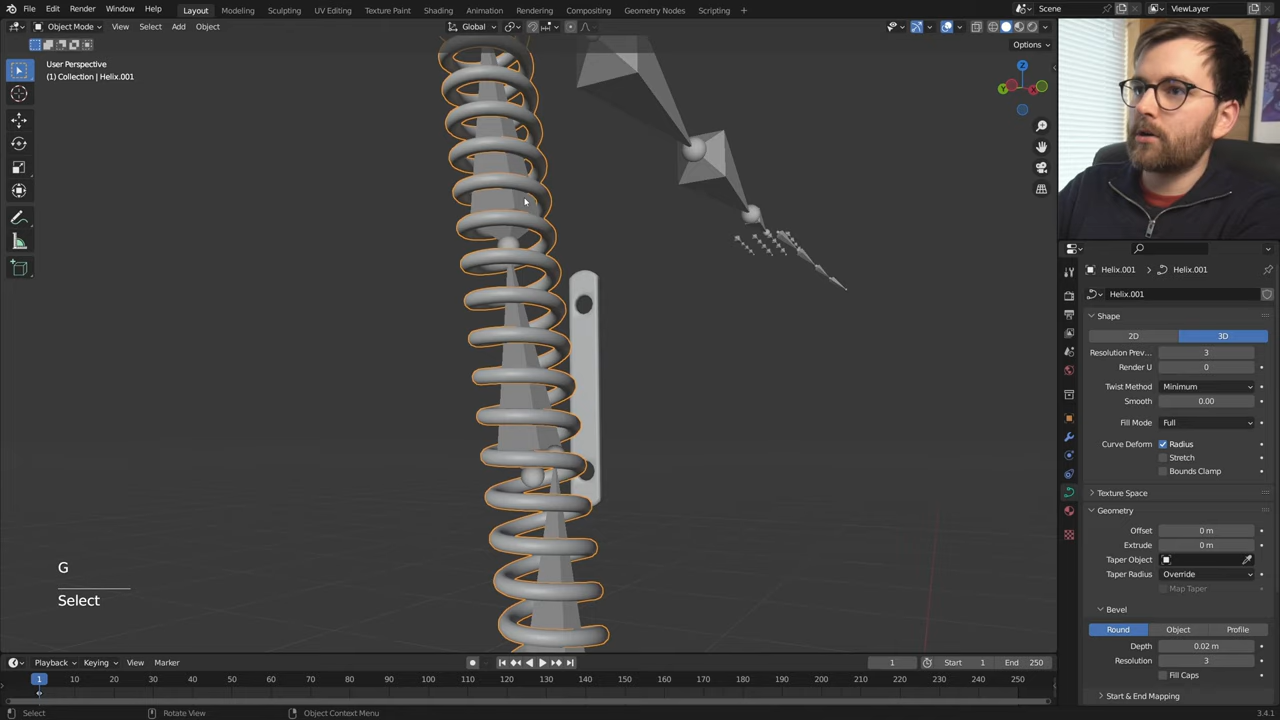 File Edit Render Window Help Layout Modeling Sculpting UV Editing Texture Paint Shading Animation Rendering Compositing Geometry Nodes Scripting + Scene ViewLayer
Object Mode View Select Add Object Global
Options
User Perspective
(1) Collection | Helix.001
Z
Y
X
G
Select
Helix.001 > Helix.001
Helix.001
Shape
2D 3D
Resolution Prev... 3
Render U 0
Twist Method Minimum
Smooth 0.00
Fill Mode Full
Curve Deform Radius
Stretch
Bounds Clamp
Texture Space
Geometry
Offset 0 m
Extrude 0 m
Taper Object
Taper Radius Override
Map Taper
Bevel
Round Object Profile
Depth 0.02 m
Resolution 3
Fill Caps
Start & End Mapping
Playback Keying View Marker 1 Start 1 End 250
1 10 20 30 40 50 60 70 80 90 100 110 120 130 140 150 160 170 180 190 200 210 220 230 240 250
Select Rotate View Object Context Menu 3.4.1